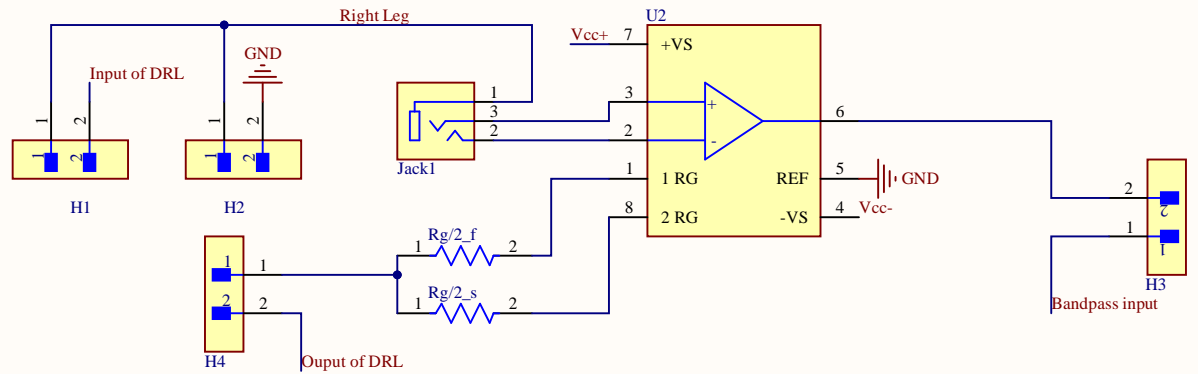 Right Leg
U2
Vcc+
7
+VS
GND
Input of DRL
1
2
1
2
1
3
2
3
2
+
-
6
1
2
1
2
Jack1
1
1 RG
REF
5
GND
2
2
H1
H2
8
2 RG
-VS
4
Vcc-
1
1
Rg/2_f
1
2
1
1
Rg/2_s
1
2
2
2
H3
Bandpass input
H4
Ouput of DRL